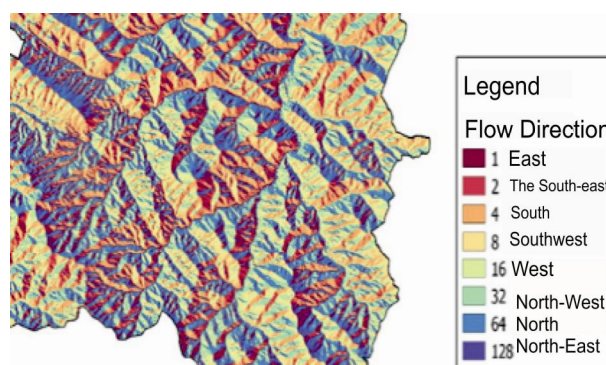 Legend
Flow Direction
1 East
2 The South-east
4 South
8 Southwest
16 West
32 North-West
64 North
128 North-East